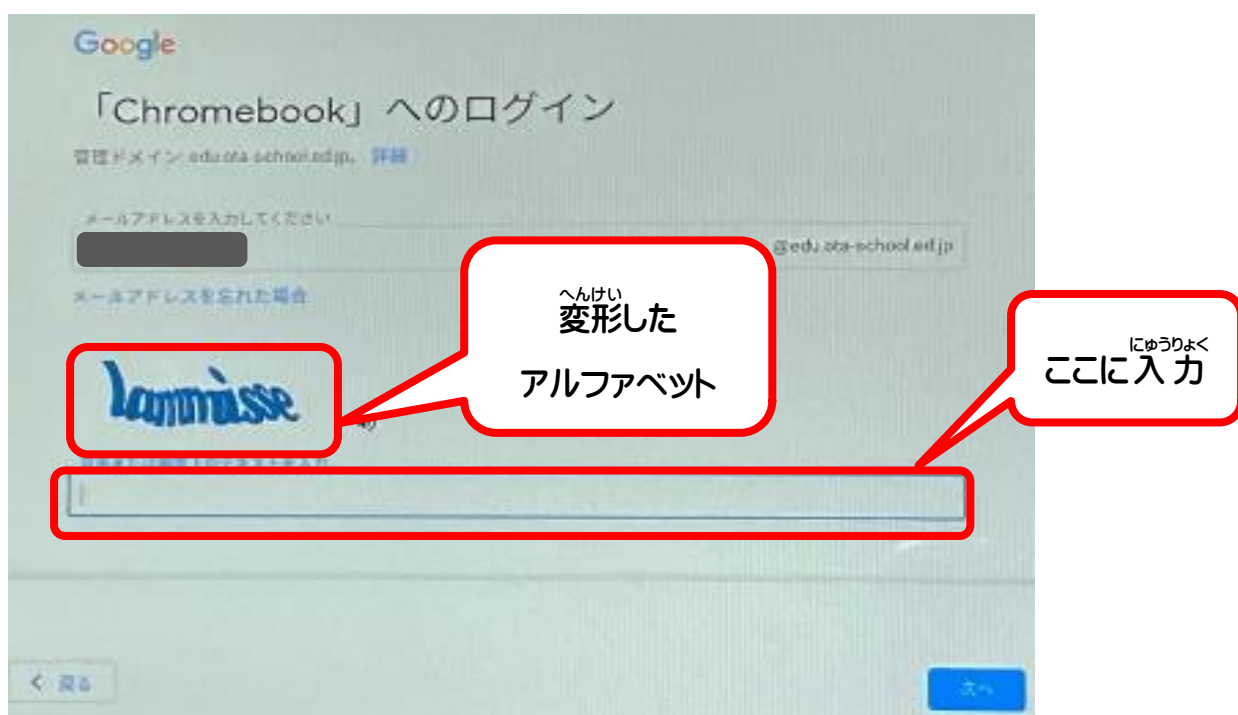 Google
「Chromebook」へのログイン
管理ドメイン: edu.ota-school.ed.jp。 詳細
メールアドレスを入力してください
@edu.ota-school.ed.jp
メールアドレスを忘れた場合
へんけい
変形した
アルファベット
にゅうりょく
ここに入力
lammisse
戻る
次へ